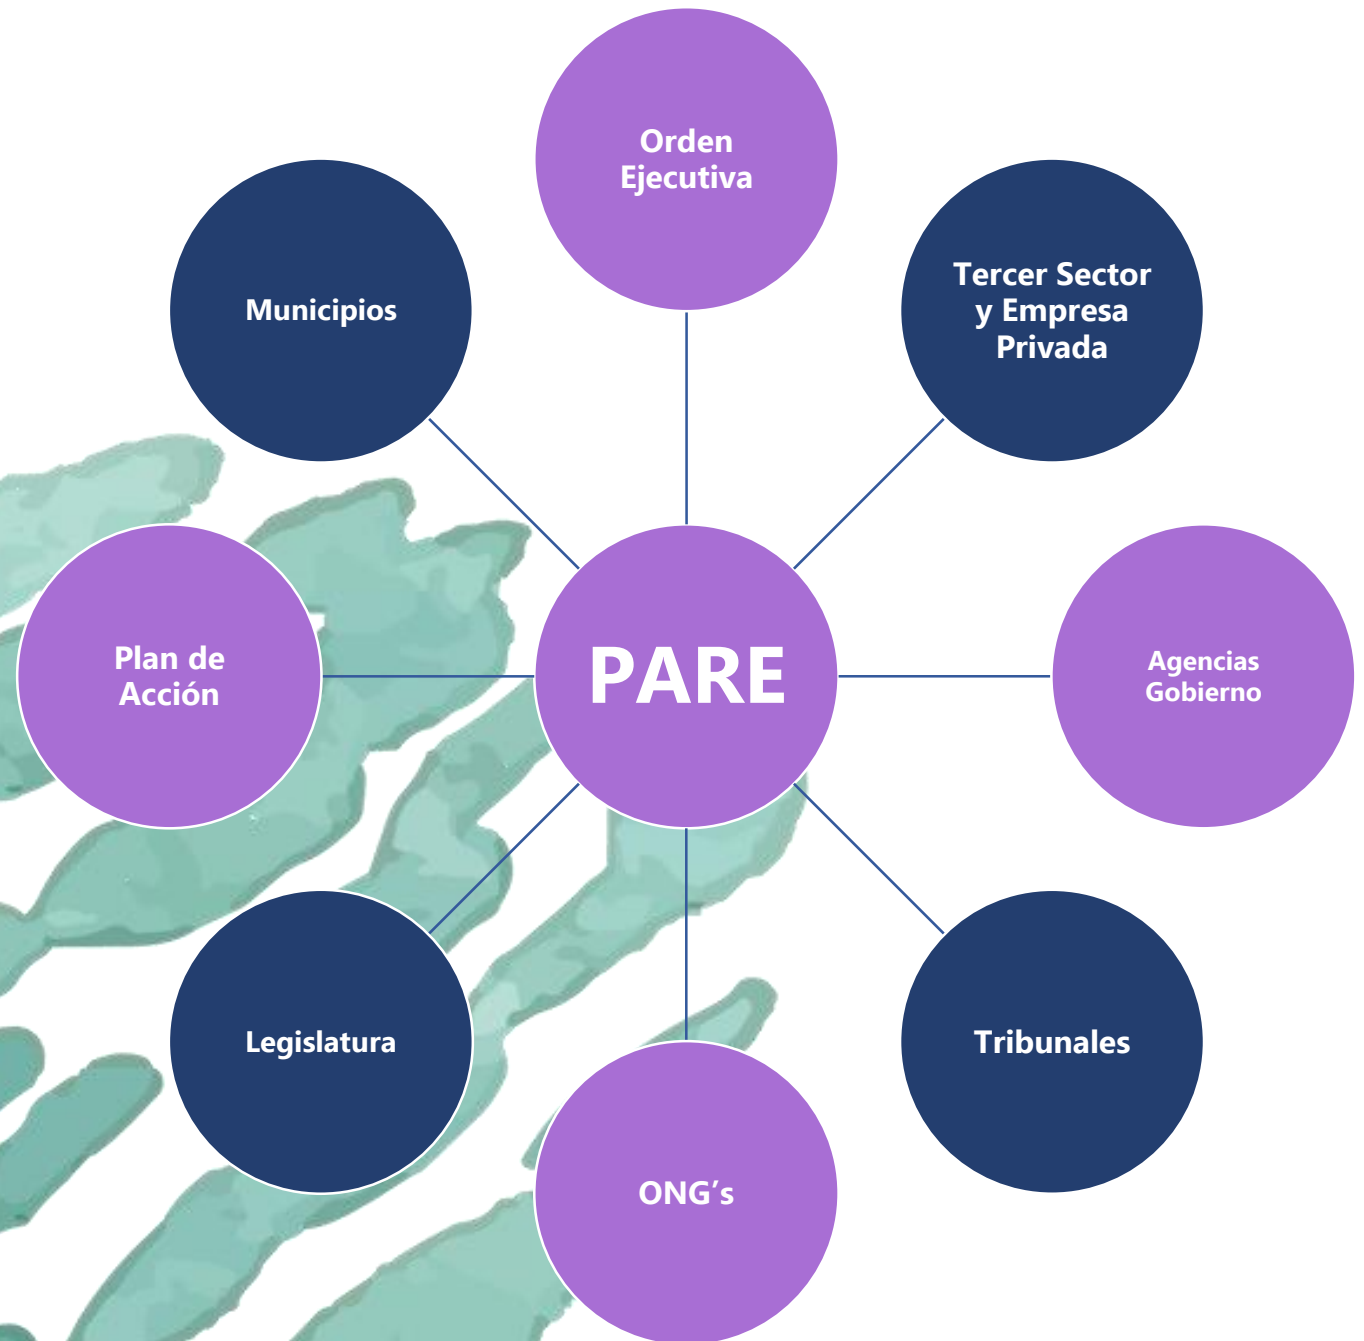 Orden
Ejecutiva
Municipios
Tercer Sector
y Empresa
Privada
Plan de
Acción
PARE
Agencias
Gobierno
Legislatura
Tribunales
ONG’s